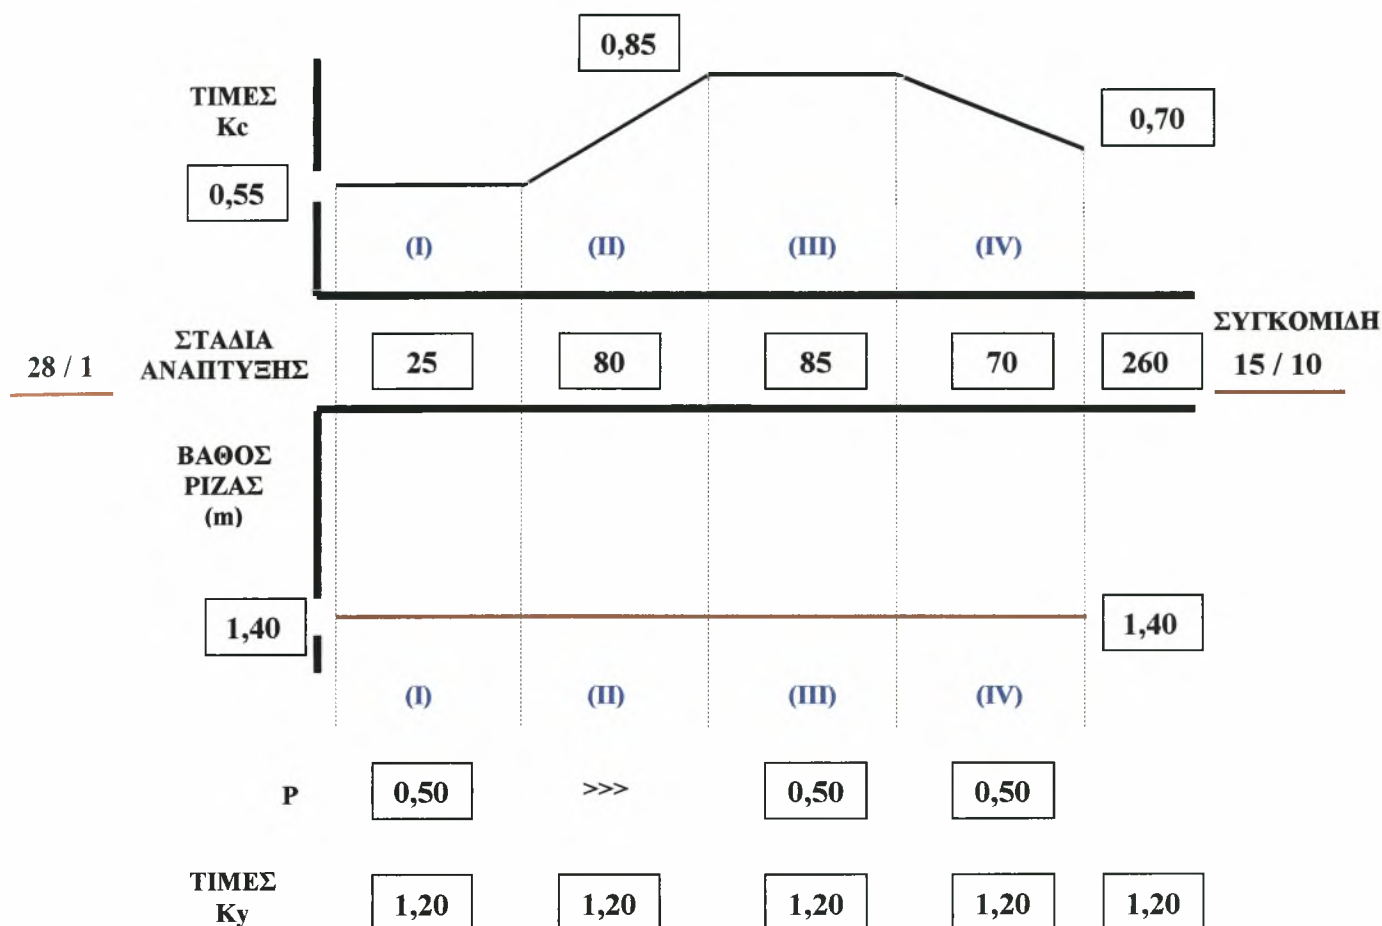 0,85
ΤΙΜΕΣ
Kc
0,70
0,55
(I) (II) (III) (IV)
28 / 1
ΣΤΑΔΙΑ
ΑΝΑΠΤΥΞΗΣ
25 80 85 70 260
ΣΥΓΚΟΜΙΔΗ
15 / 10
ΒΑΘΟΣ
ΡΙΖΑΣ
(m)
1,40 1,40
(I) (II) (III) (IV)
P 0,50 >>> 0,50 0,50
ΤΙΜΕΣ
Ky
1,20 1,20 1,20 1,20 1,20